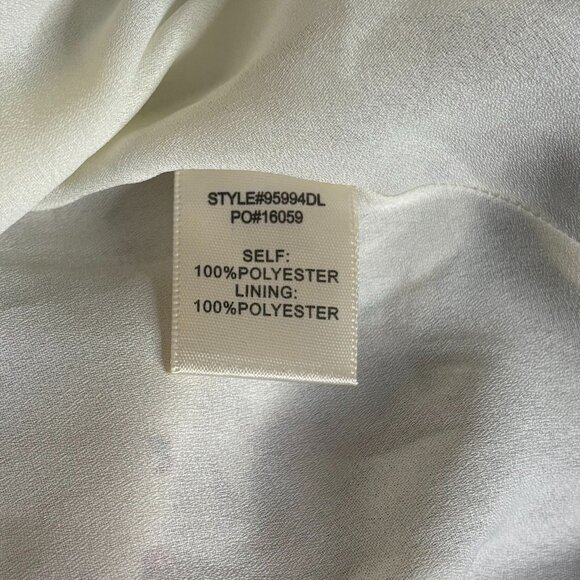 STYLE#95994DL
PO#16059
SELF:
100%POLYESTER
LINING:
100%POLYESTER